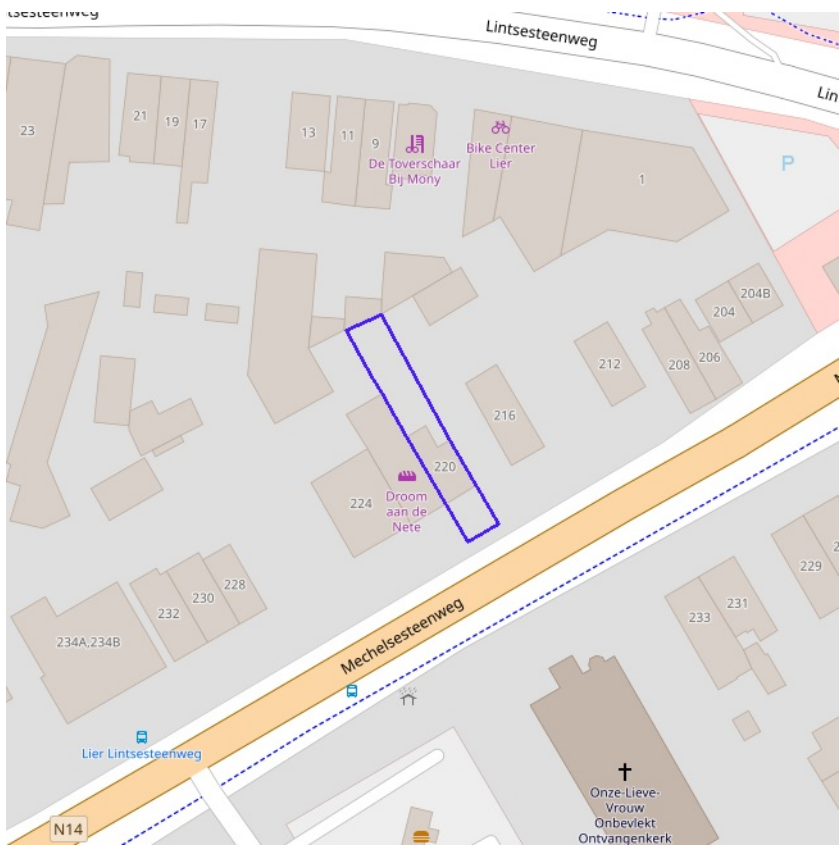 tsesteenweg
Lintsesteenweg
Lin
23
21
19
17
13
11
9
De Toverschaar
Bij Mony
Bike Center
Lier
1
P
204B
204
206
208
212
216
220
224
Droom
aan de
Nete
228
230
232
234A,234B
Mechelsesteenweg
229
231
233
Lier Lintsesteenweg
N14
Onze-Lieve-
Vrouw
Onbevlekt
Ontvangenkerk